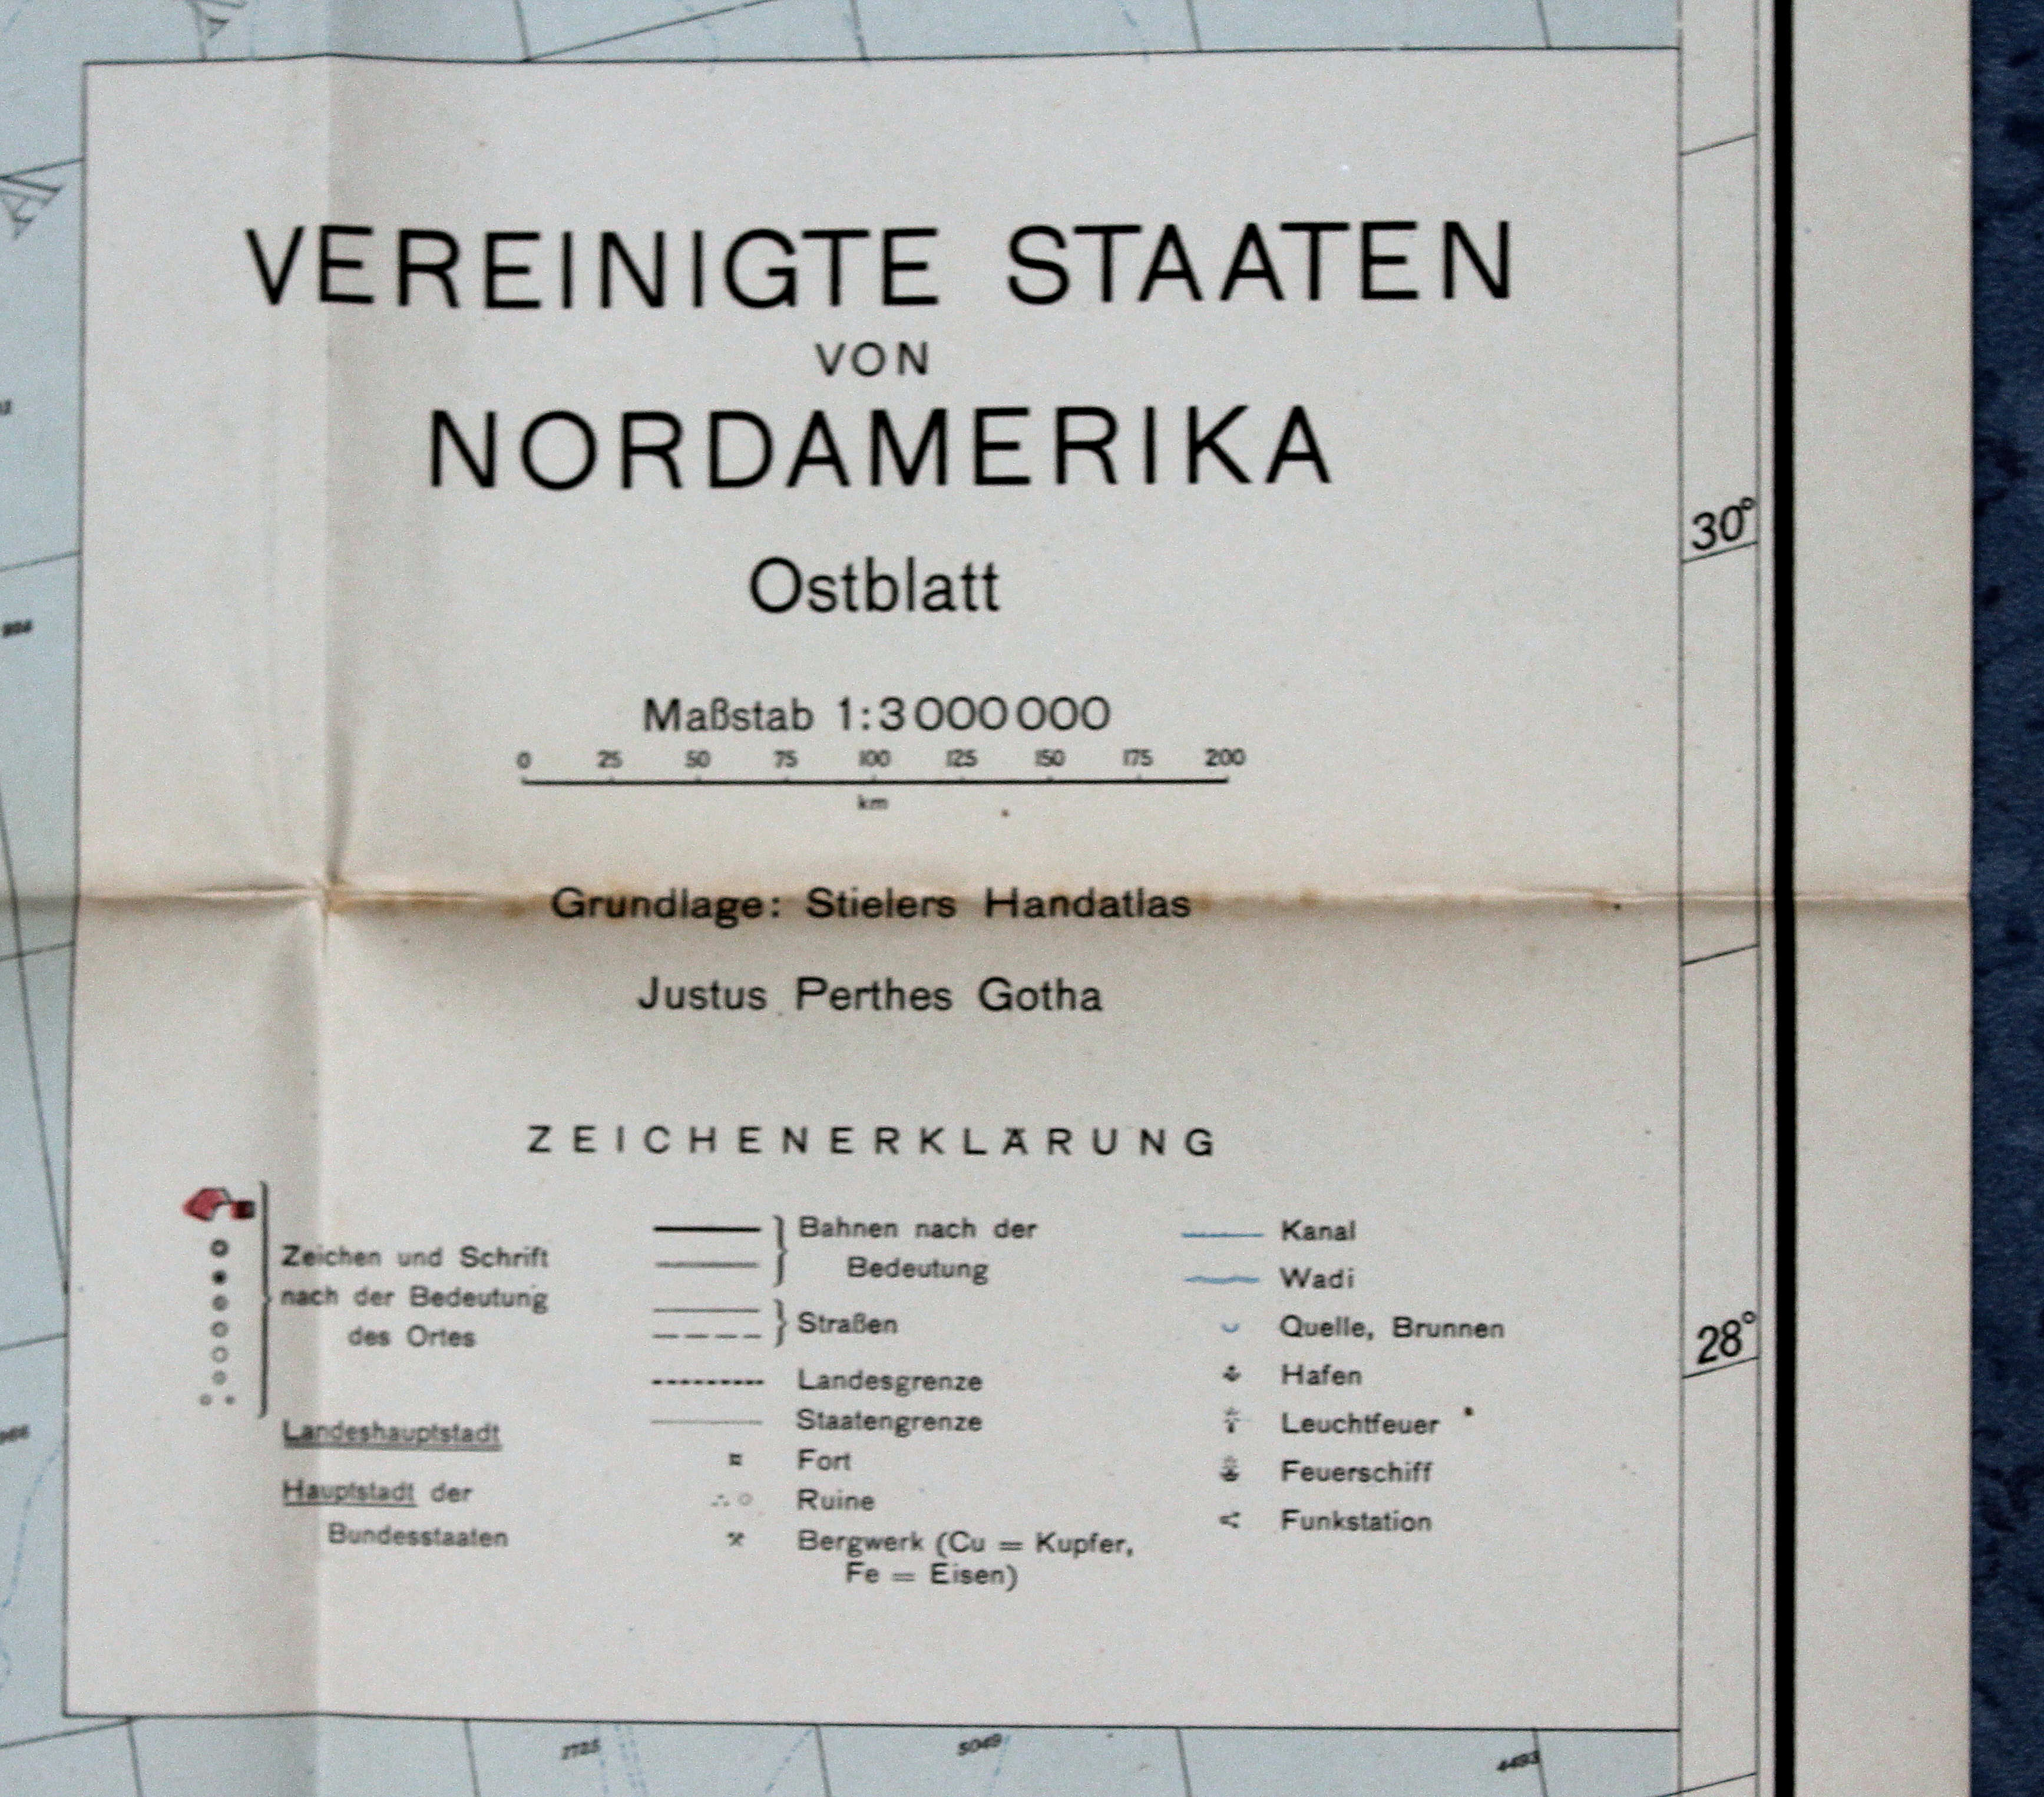 VEREINIGTE STAATEN
VON
NORDAMERIKA
Ostblatt
Maßstab 1:3000000
0 25 50 75 100 125 150 175 200
km
Grundlage: Stielers Handatlas
Justus Perthes Gotha
ZEICHENERKLÄRUNG
Zeichen und Schrift
nach der Bedeutung
des Ortes
Landeshauptstadt
Hauptstadt der
Bundesstaaten
Bahnen nach der
Bedeutung
Straßen
Landesgrenze
Staatengrenze
Fort
Ruine
Bergwerk (Cu = Kupfer,
Fe = Eisen)
Kanal
Wadi
Quelle, Brunnen
Hafen
Leuchtfeuer
Feuerschiff
Funkstation
30°
28°
5049
4493